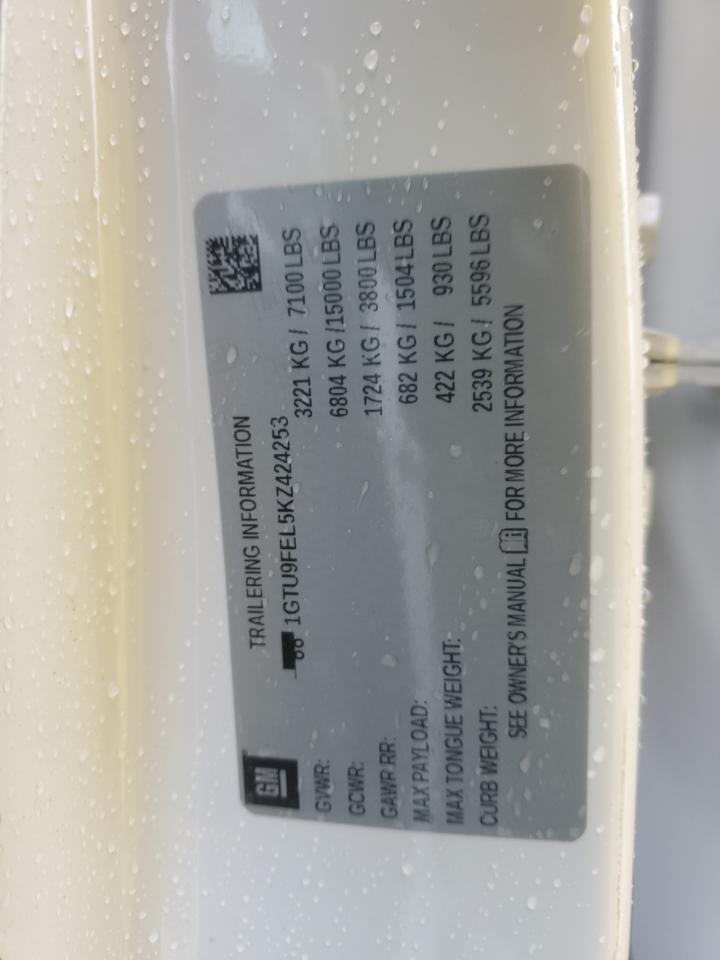 GM
TRAILERING INFORMATION
1GTU9FEL5KZ424253
GVWR: 3221 KG / 7100 LBS
GCWR: 6804 KG / 15000 LBS
GAWR RR: 1724 KG / 3800 LBS
MAX PAYLOAD: 682 KG / 1504 LBS
MAX TONGUE WEIGHT: 422 KG / 930 LBS
CURB WEIGHT: 2539 KG / 5596 LBS
SEE OWNER'S MANUAL FOR MORE INFORMATION